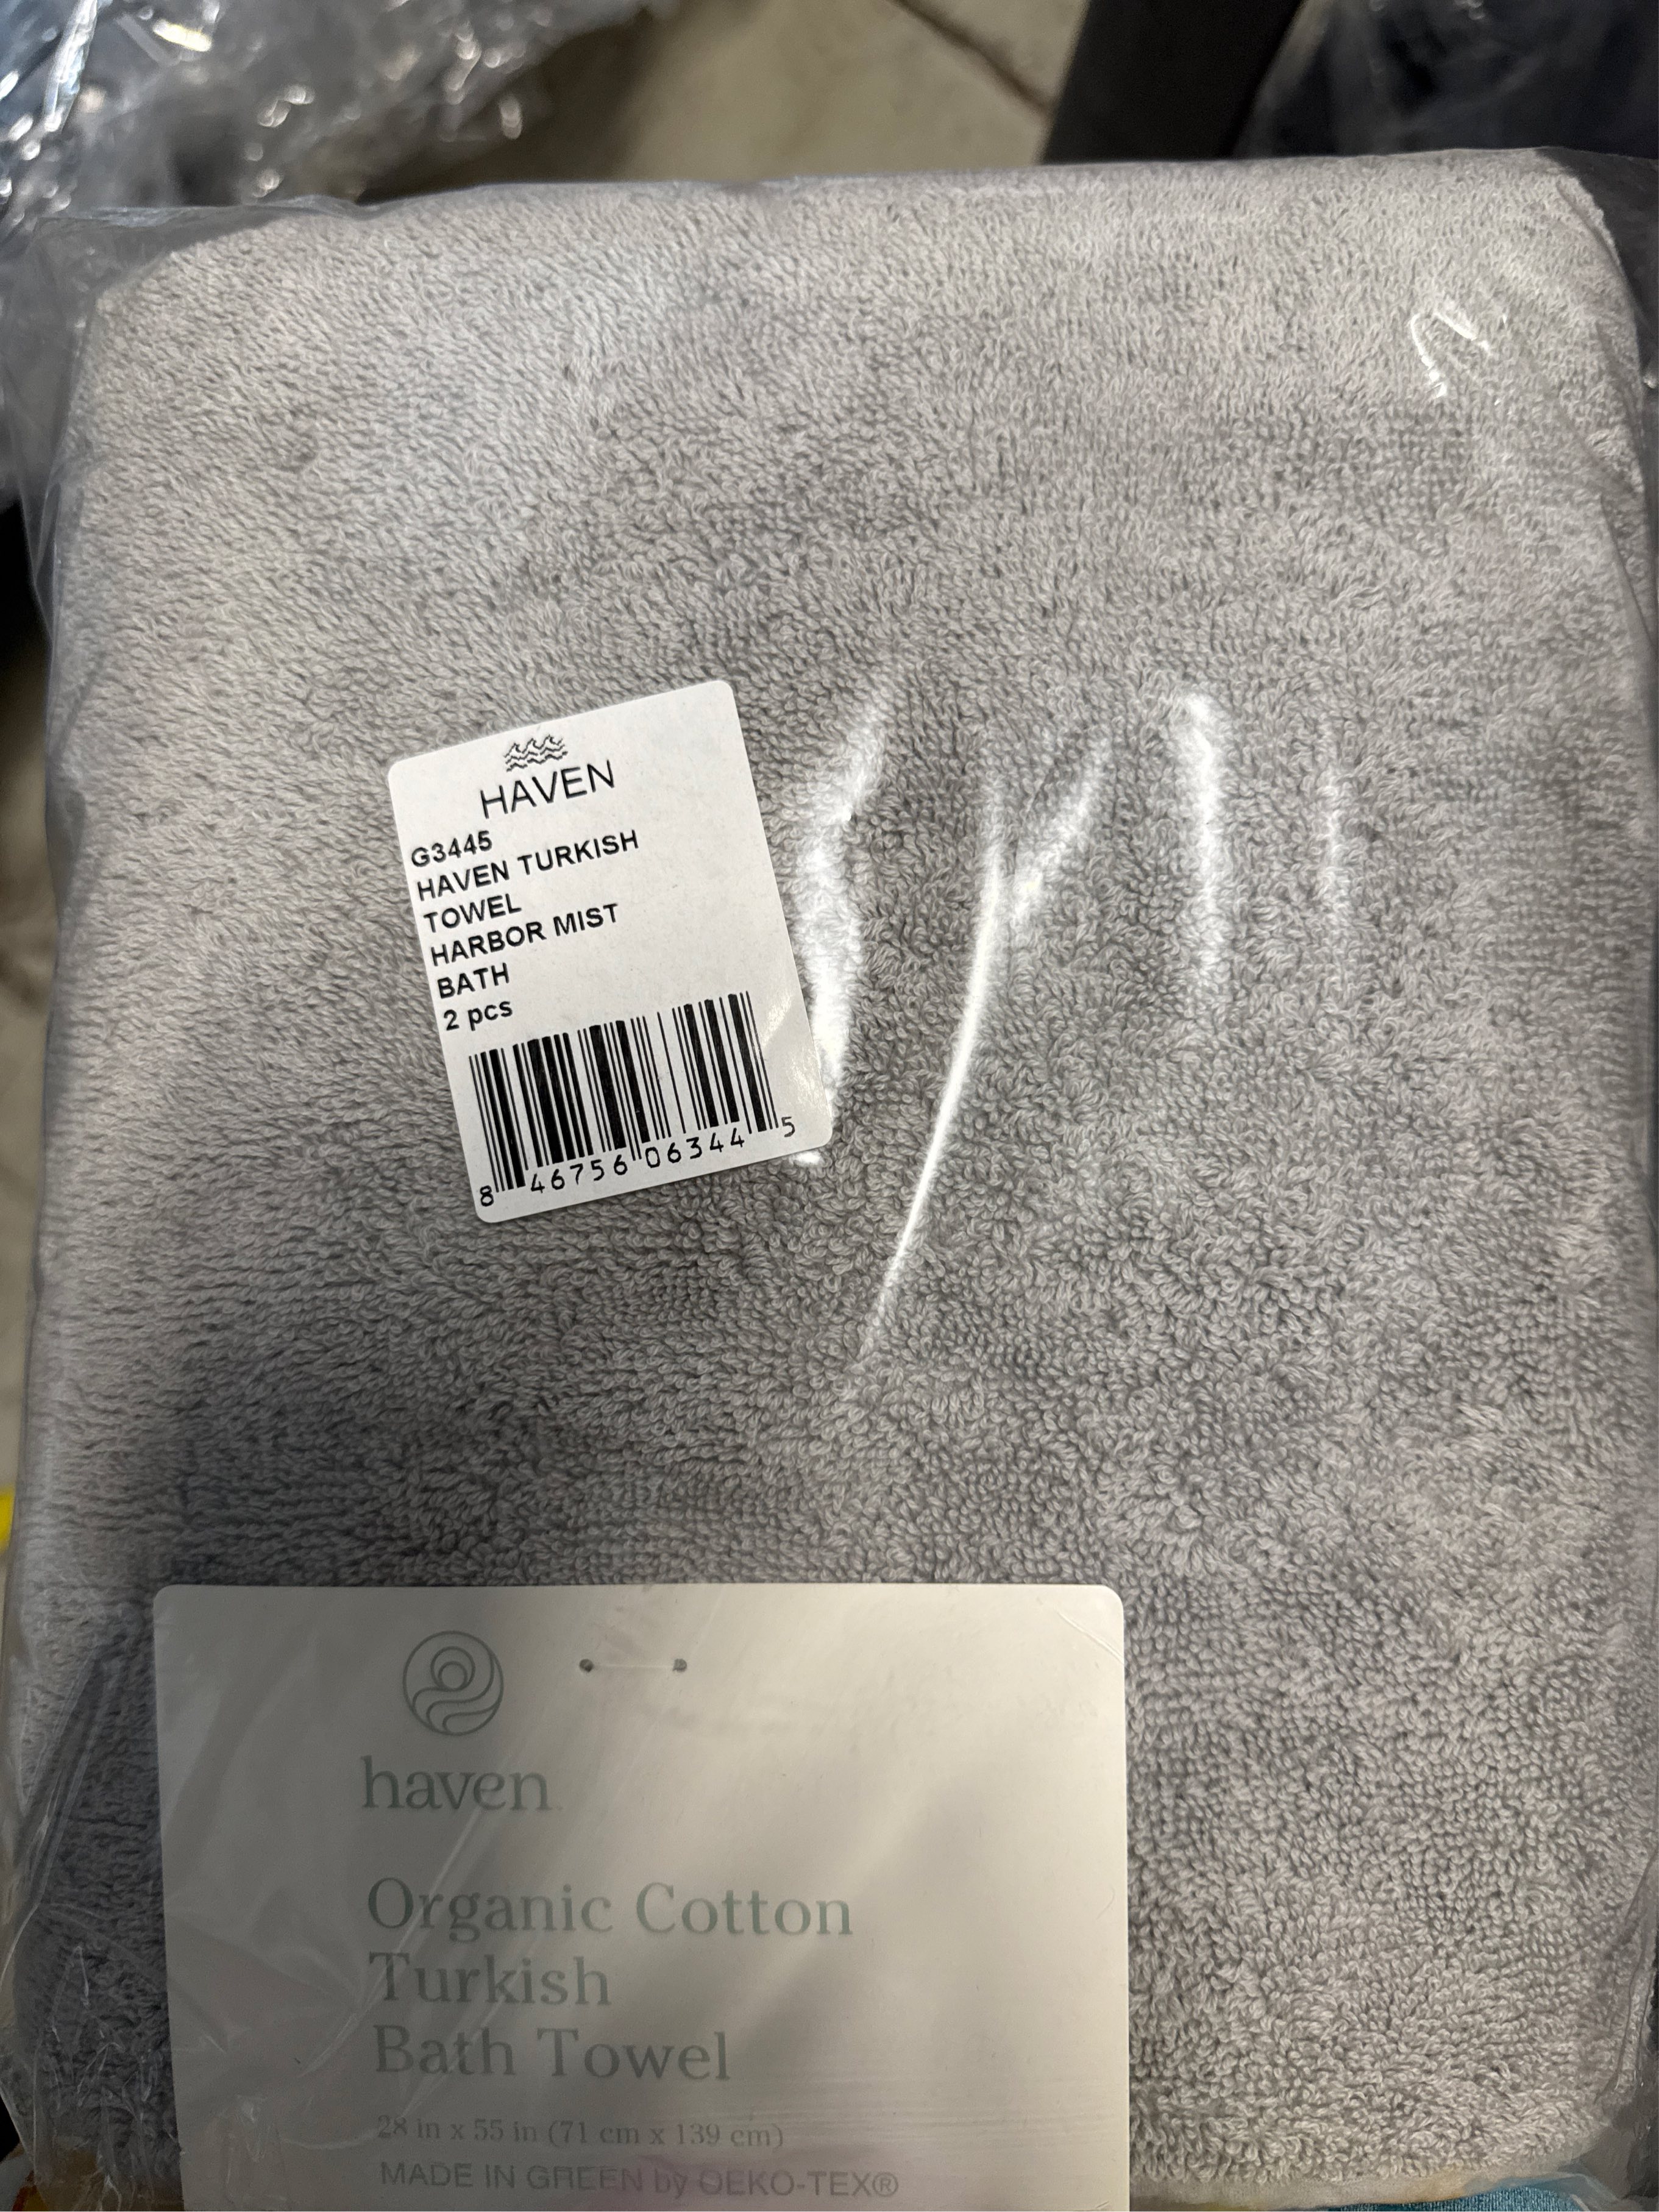 HAVEN
G3445
HAVEN TURKISH
TOWEL
HARBOR MIST
BATH
2 pcs
8 46756 06344 5
haven
Organic Cotton
Turkish
Bath Towel
28 in x 55 in (71 cm x 139 cm)
MADE IN GREEN by OEKO-TEX®